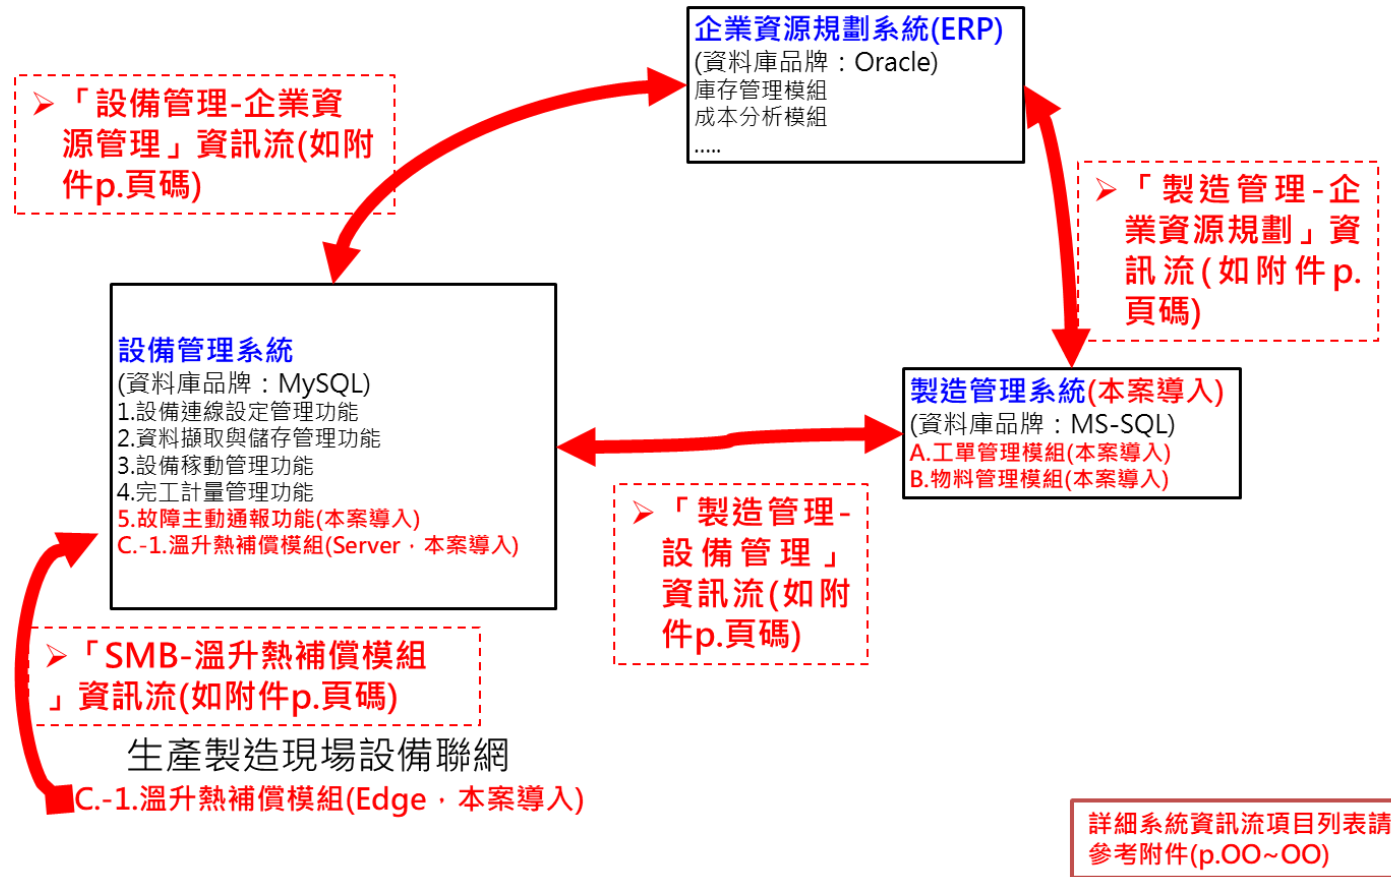 企業資源規劃系統(ERP)
(資料庫品牌：Oracle)
庫存管理模組
成本分析模組
.....
➢「設備管理-企業資
源管理」資訊流(如附
件p.頁碼)
➢「製造管理-企
業資源規劃」資
訊流(如附件p.
頁碼)
設備管理系統
(資料庫品牌：MySQL)
1.設備連線設定管理功能
2.資料擷取與儲存管理功能
3.設備稼動管理功能
4.完工計量管理功能
5.故障主動通報功能(本案導入)
C.-1.溫升熱補償模組(Server，本案導入)
製造管理系統(本案導入)
(資料庫品牌：MS-SQL)
A.工單管理模組(本案導入)
B.物料管理模組(本案導入)
➢「製造管理-
設備管理」
資訊流(如附
件p.頁碼)
➢「SMB-溫升熱補償模組
」資訊流(如附件p.頁碼)
生產製造現場設備聯網
C.-1.溫升熱補償模組(Edge，本案導入)
詳細系統資訊流項目列表請
參考附件(p.OO~OO)